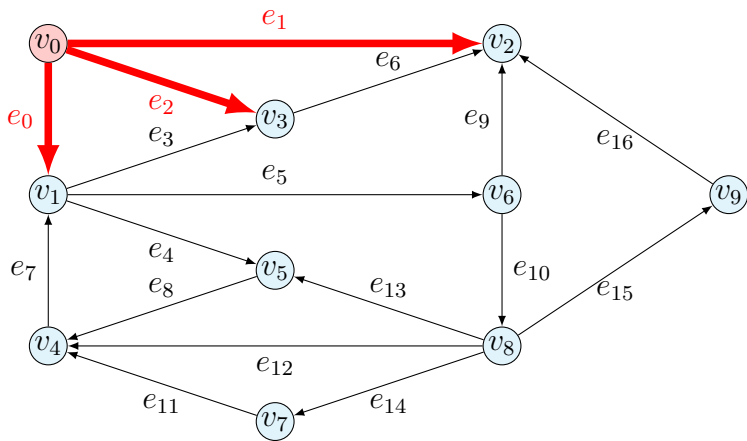 e₁
v₀
v₂
e₆
e₂
e₀
v₃
e₉
e₃
e₁₆
e₅
v₁
v₆
v₉
e₄
e₇
v₅
e₁₀
e₈
e₁₃
e₁₅
v₄
v₈
e₁₂
e₁₁
e₁₄
v₇